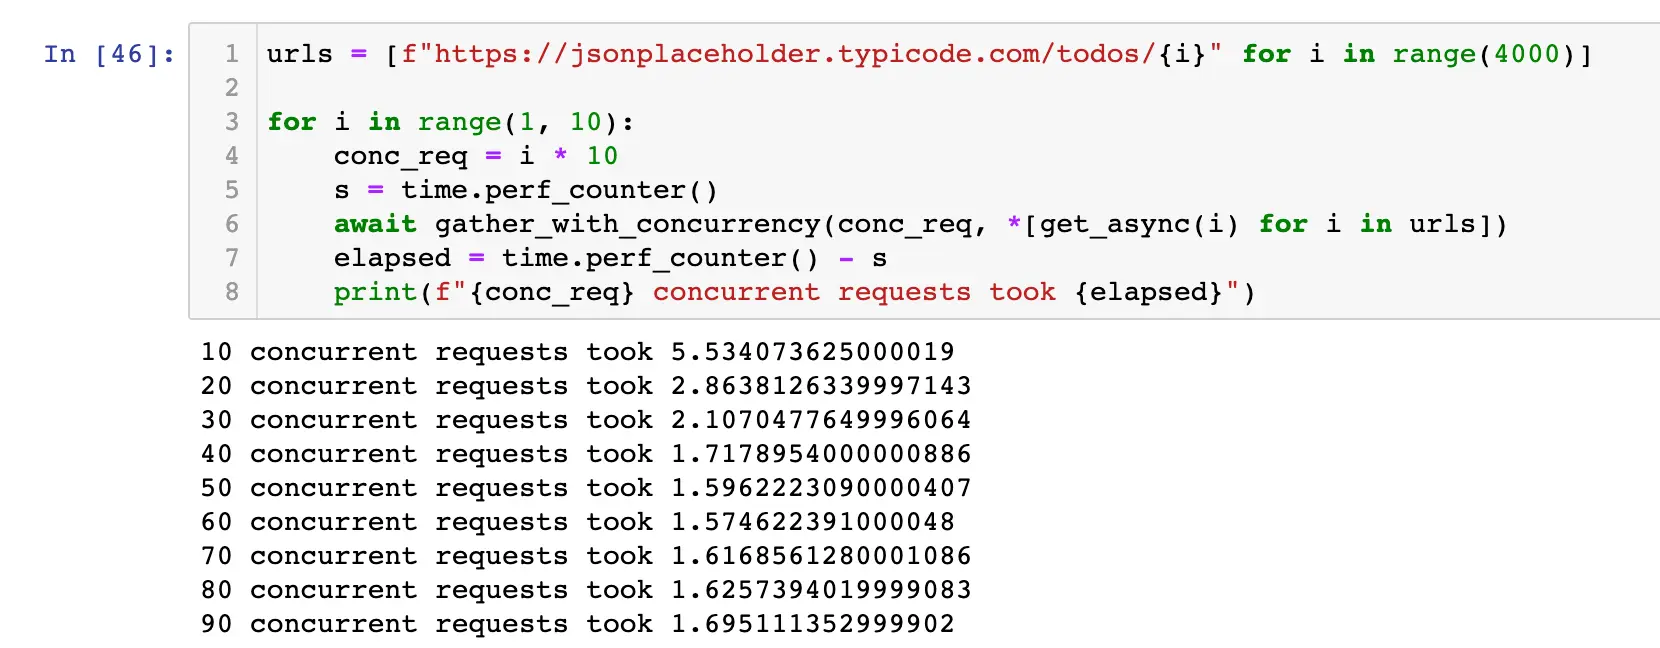 In [46]:
1 urls = [f"https://jsonplaceholder.typicode.com/todos/{i}" for i in range(4000)]
2
3 for i in range(1, 10):
4     conc_req = i * 10
5     s = time.perf_counter()
6     await gather_with_concurrency(conc_req, *[get_async(i) for i in urls])
7     elapsed = time.perf_counter() - s
8     print(f"{conc_req} concurrent requests took {elapsed}")
10 concurrent requests took 5.534073625000019
20 concurrent requests took 2.8638126339997143
30 concurrent requests took 2.1070477649996064
40 concurrent requests took 1.7178954000000886
50 concurrent requests took 1.5962223090000407
60 concurrent requests took 1.574622391000048
70 concurrent requests took 1.6168561280001086
80 concurrent requests took 1.6257394019999083
90 concurrent requests took 1.695111352999902